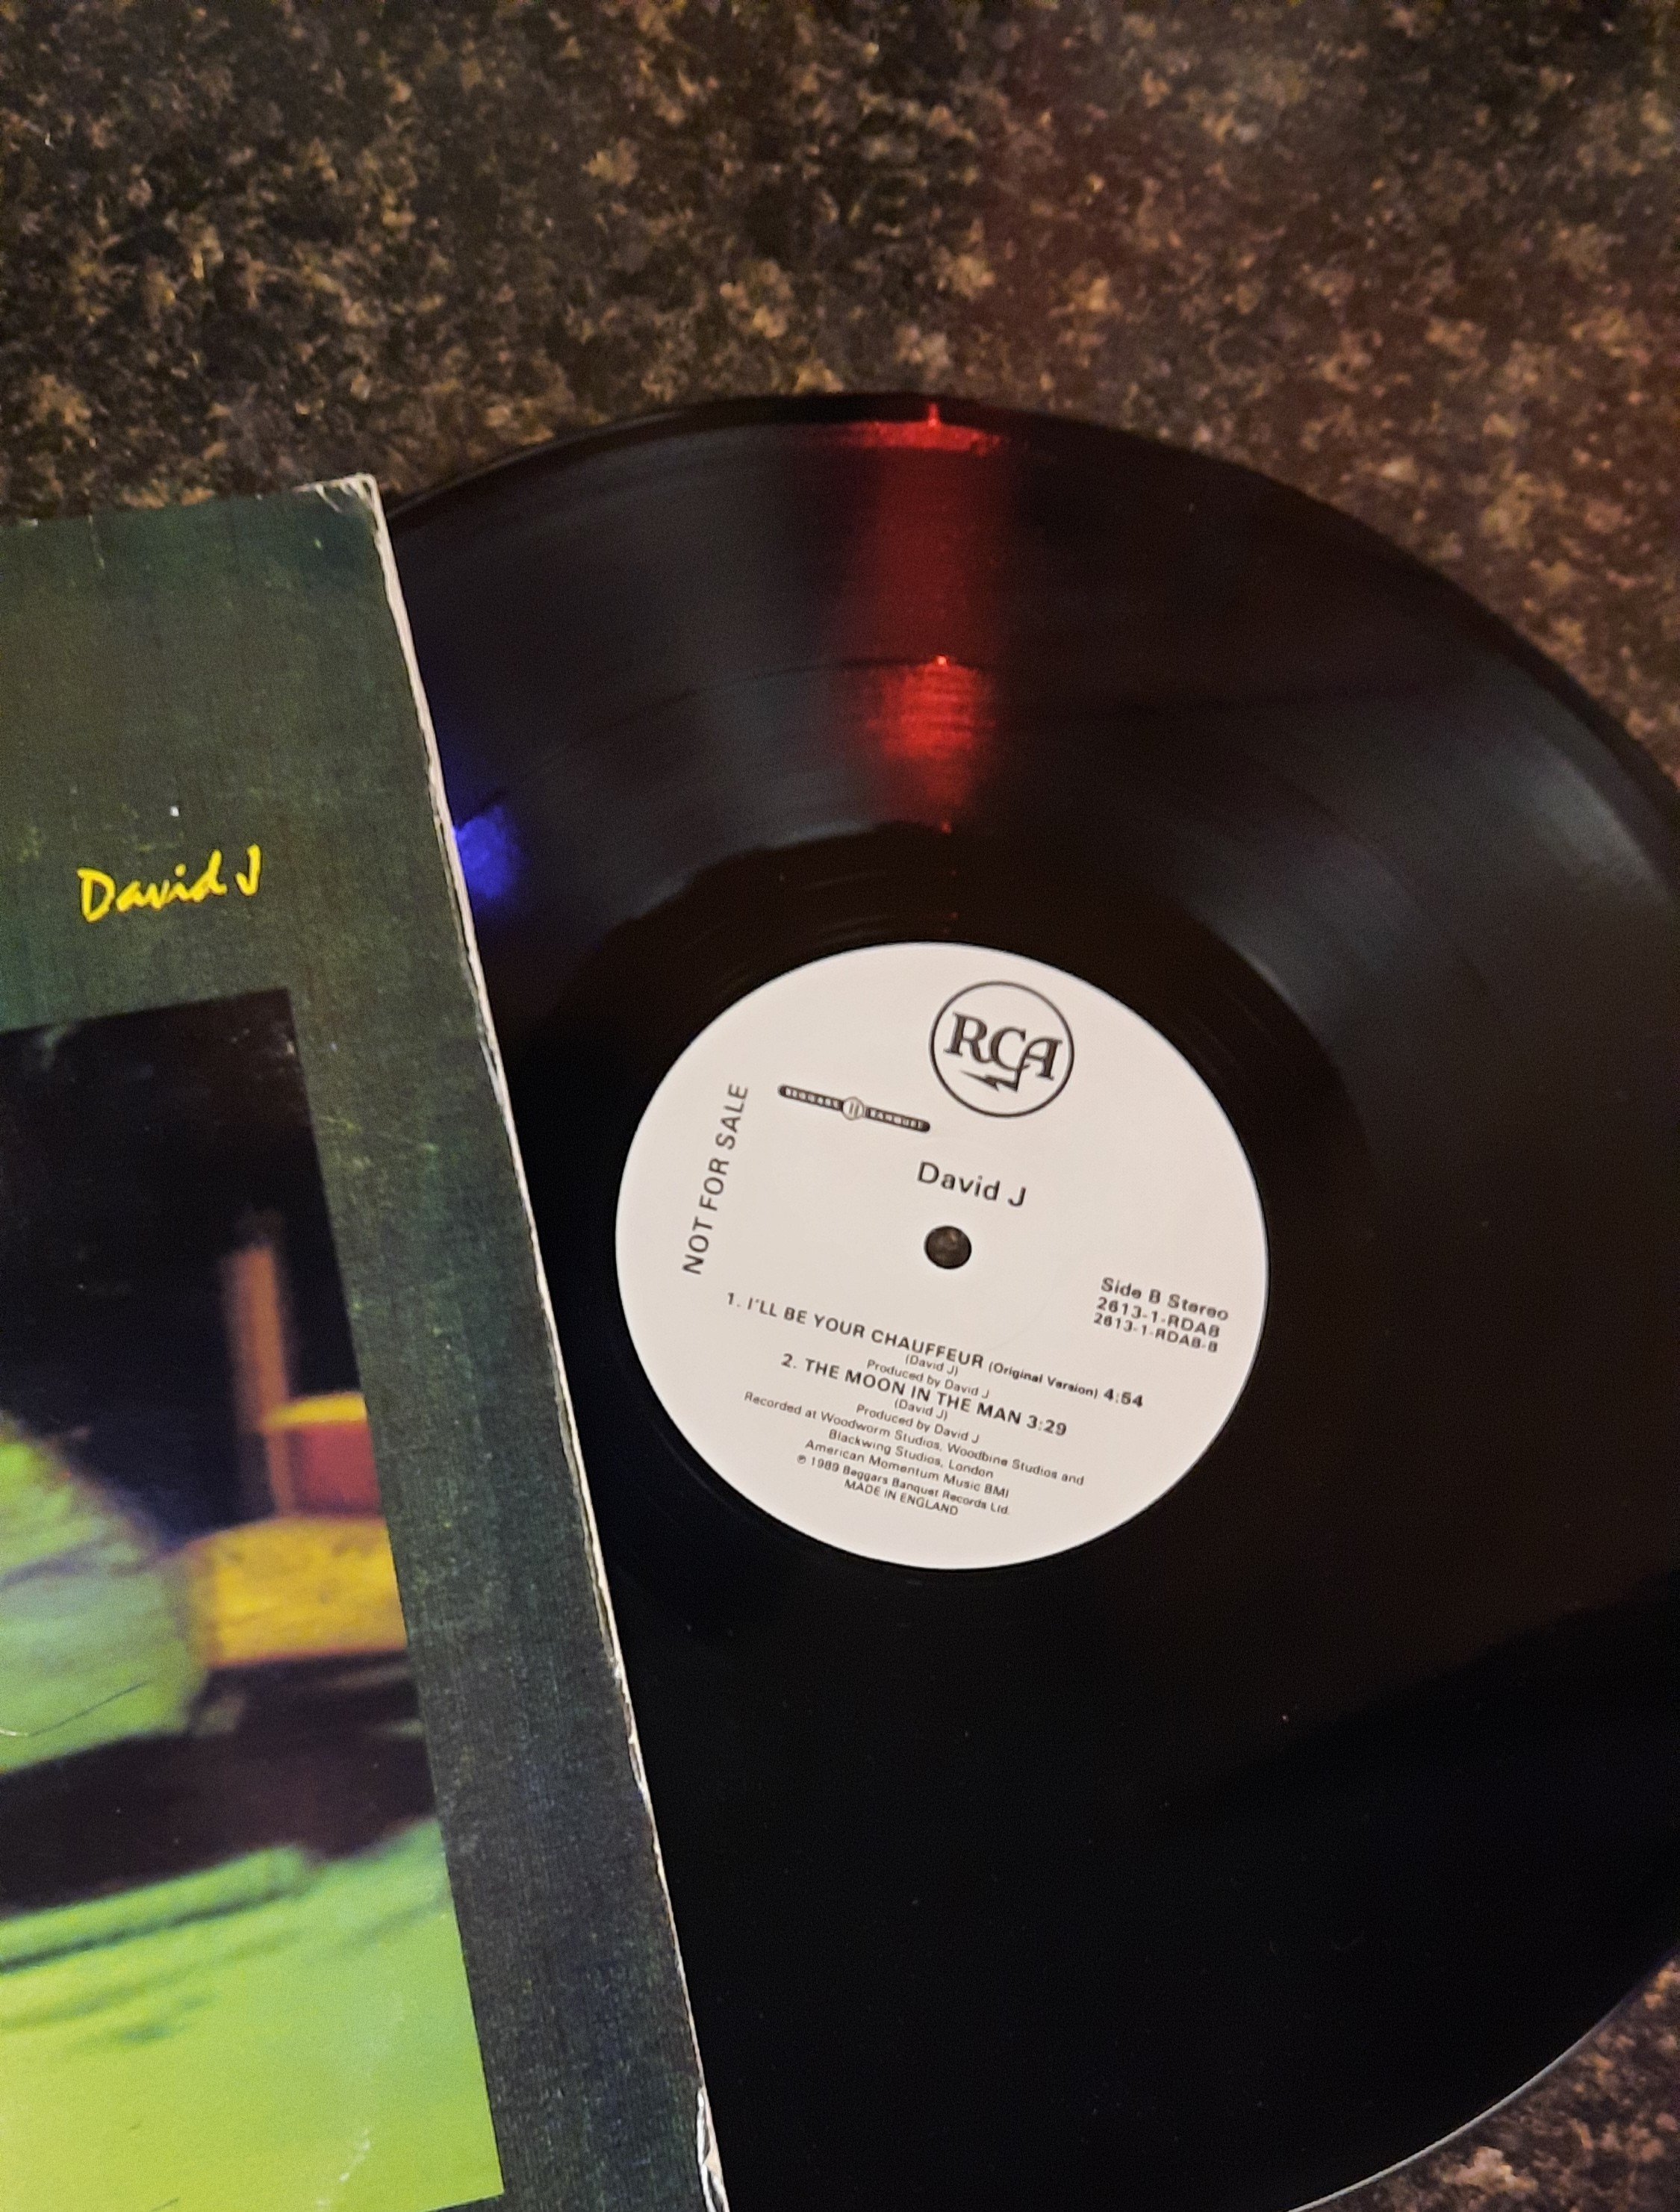 David J
RCA
BEGGARS BANQUET
NOT FOR SALE
David J
Side B Stereo
2613-1-RDAB
2613-1-RDAB-B
1. I'LL BE YOUR CHAUFFEUR (Original Version) 4:54
(David J)
Produced by David J
2. THE MOON IN THE MAN 3:29
(David J)
Produced by David J
Recorded at Woodworm Studios, Woodbine Studios and
Blackwing Studios, London
American Momentum Music BMI
℗ 1989 Beggars Banquet Records Ltd.
MADE IN ENGLAND